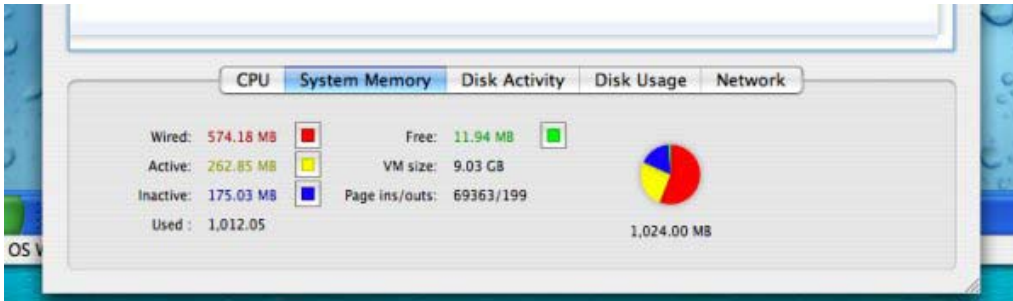 CPU System Memory Disk Activity Disk Usage Network
Wired: 574.18 MB Free: 11.94 MB
Active: 262.85 MB VM size: 9.03 GB
Inactive: 175.03 MB Page ins/outs: 69363/199
Used : 1,012.05
1,024.00 MB
OS